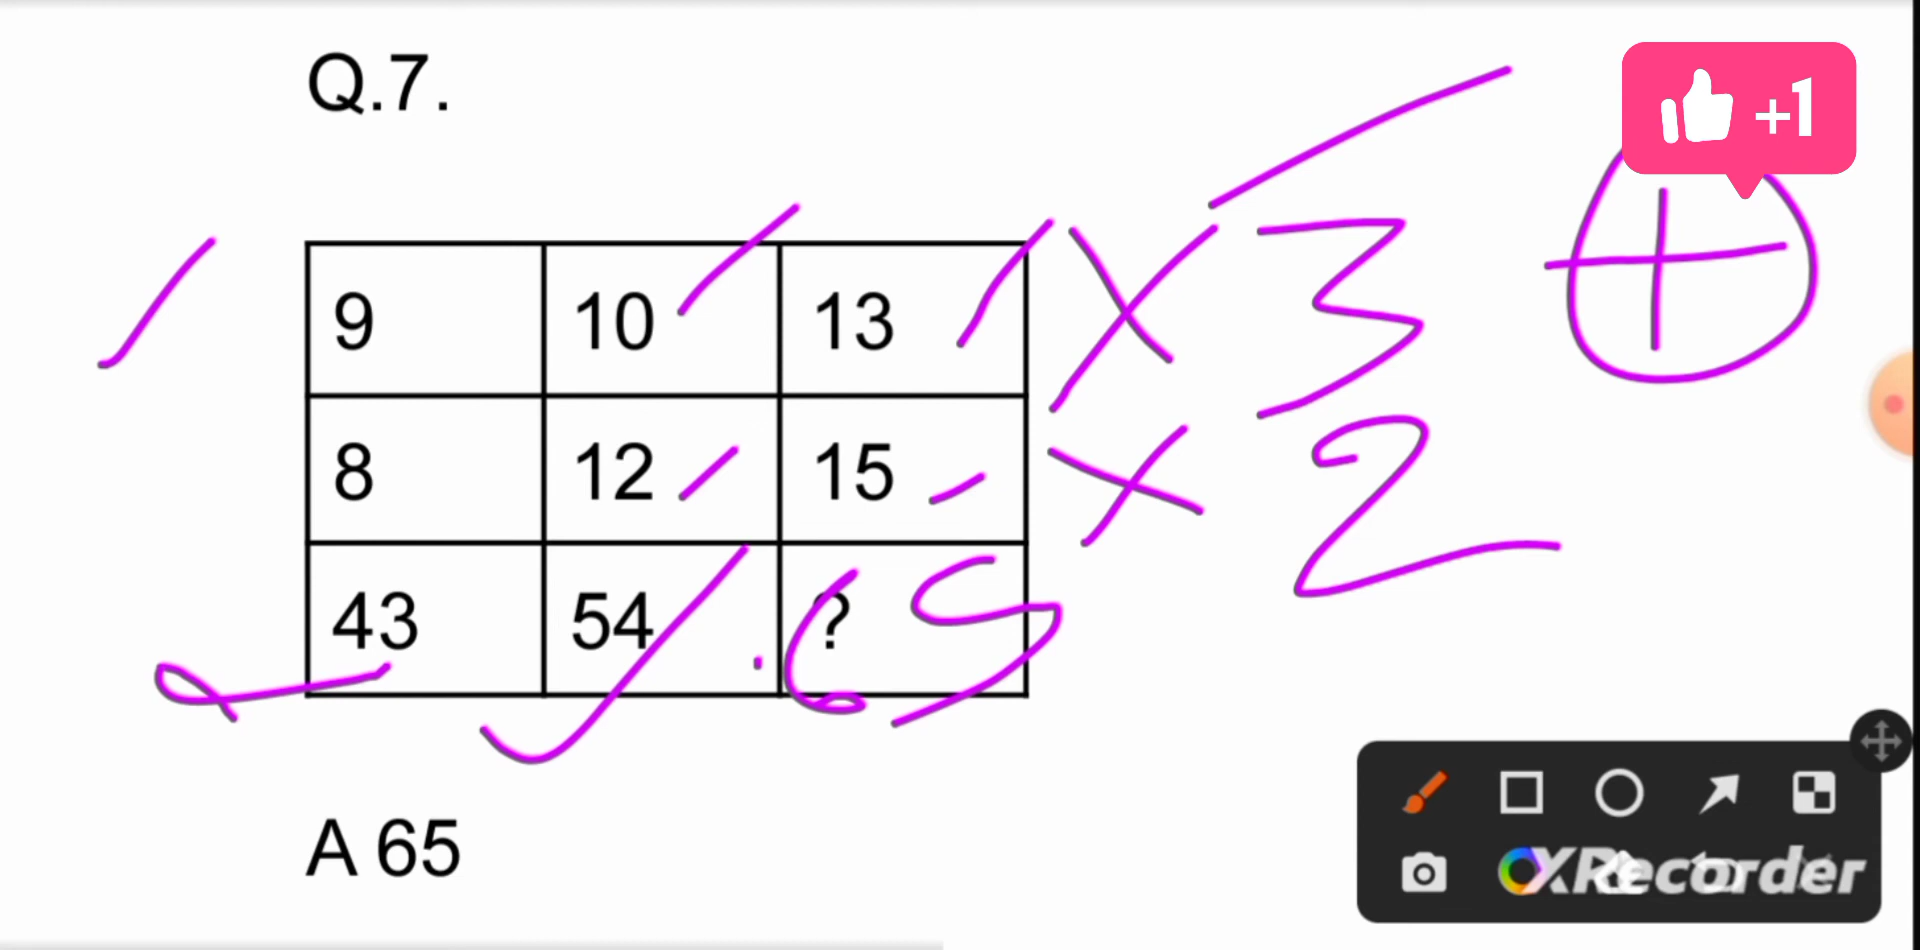 Q.7.
+1
9 10 13 × 3 +
8 12 15 × 2
43 54 ? 65
A 65
XRecorder